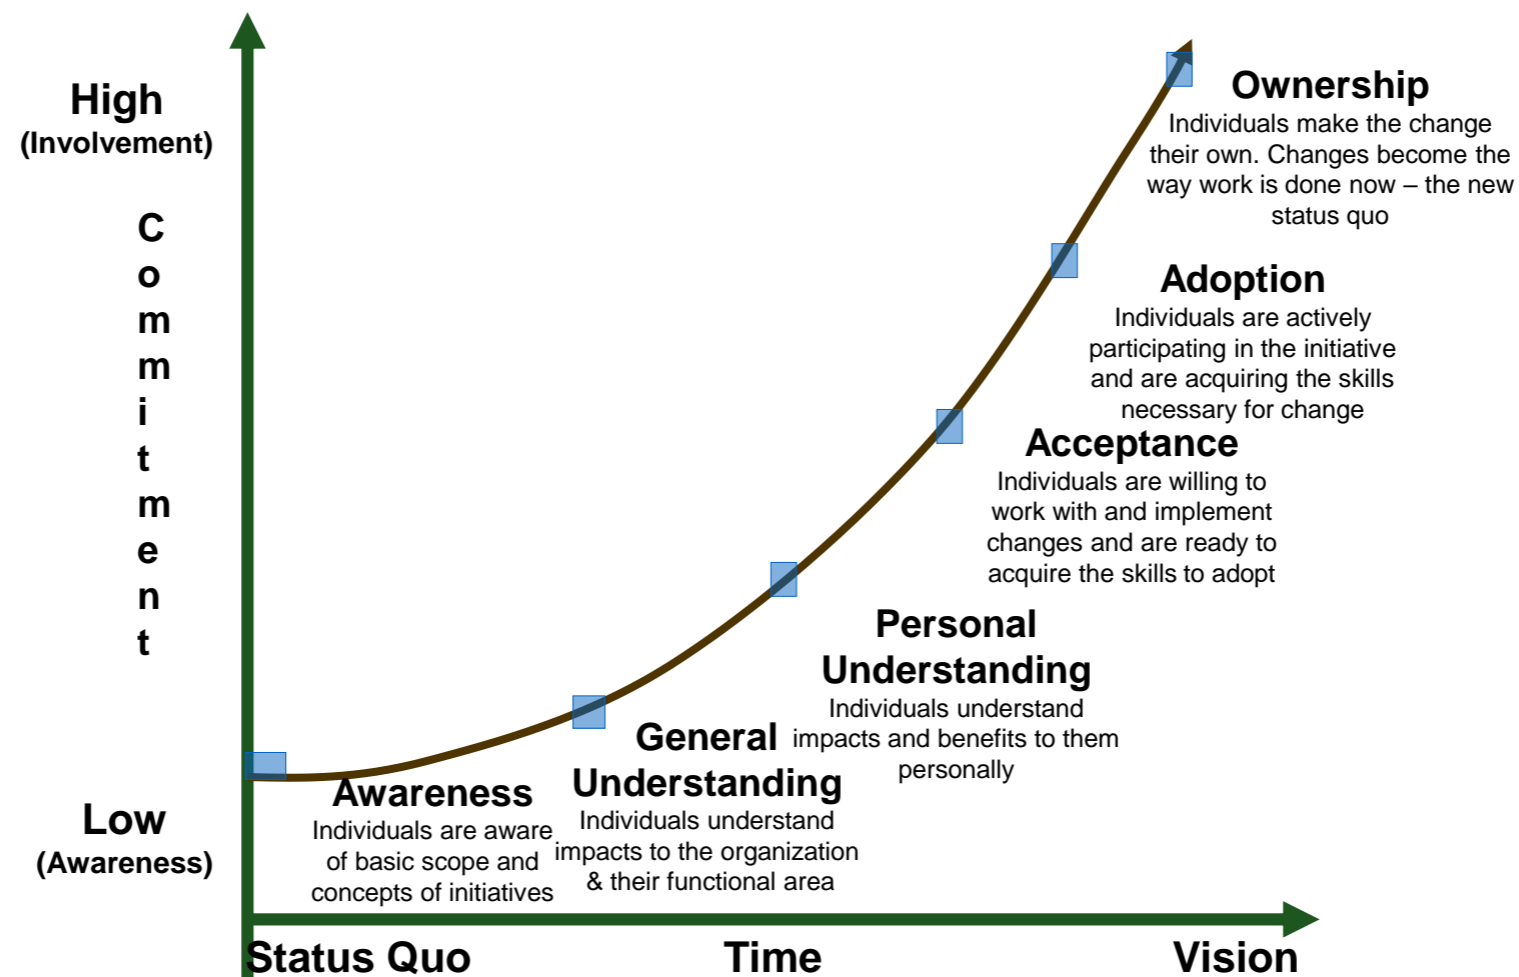 High
(Involvement)
C
o
m
m
i
t
m
e
n
t
Low
(Awareness)
Ownership
Individuals make the change
their own. Changes become the
way work is done now – the new
status quo
Adoption
Individuals are actively
participating in the initiative
and are acquiring the skills
necessary for change
Acceptance
Individuals are willing to
work with and implement
changes and are ready to
acquire the skills to adopt
Personal
Understanding
Individuals understand
impacts and benefits to them
personally
General
Understanding
Individuals understand
impacts to the organization
& their functional area
Awareness
Individuals are aware
of basic scope and
concepts of initiatives
Status Quo
Time
Vision